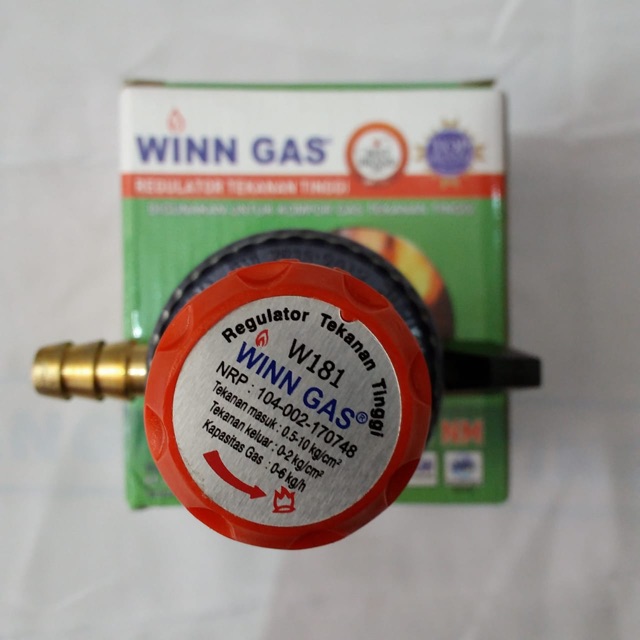 WINN GAS
REGULATOR TEKANAN TINGGI
DIGUNAKAN UNTUK KOMPOR GAS TEKANAN TINGGI
TOP
Regulator Tekanan Tinggi
W181
WINN GAS®
NRP : 104-002-170748
Tekanan masuk : 0.5-10 kg/cm²
Tekanan keluar : 0-2 kg/cm²
Kapasitas Gas : 0-6 kg/h